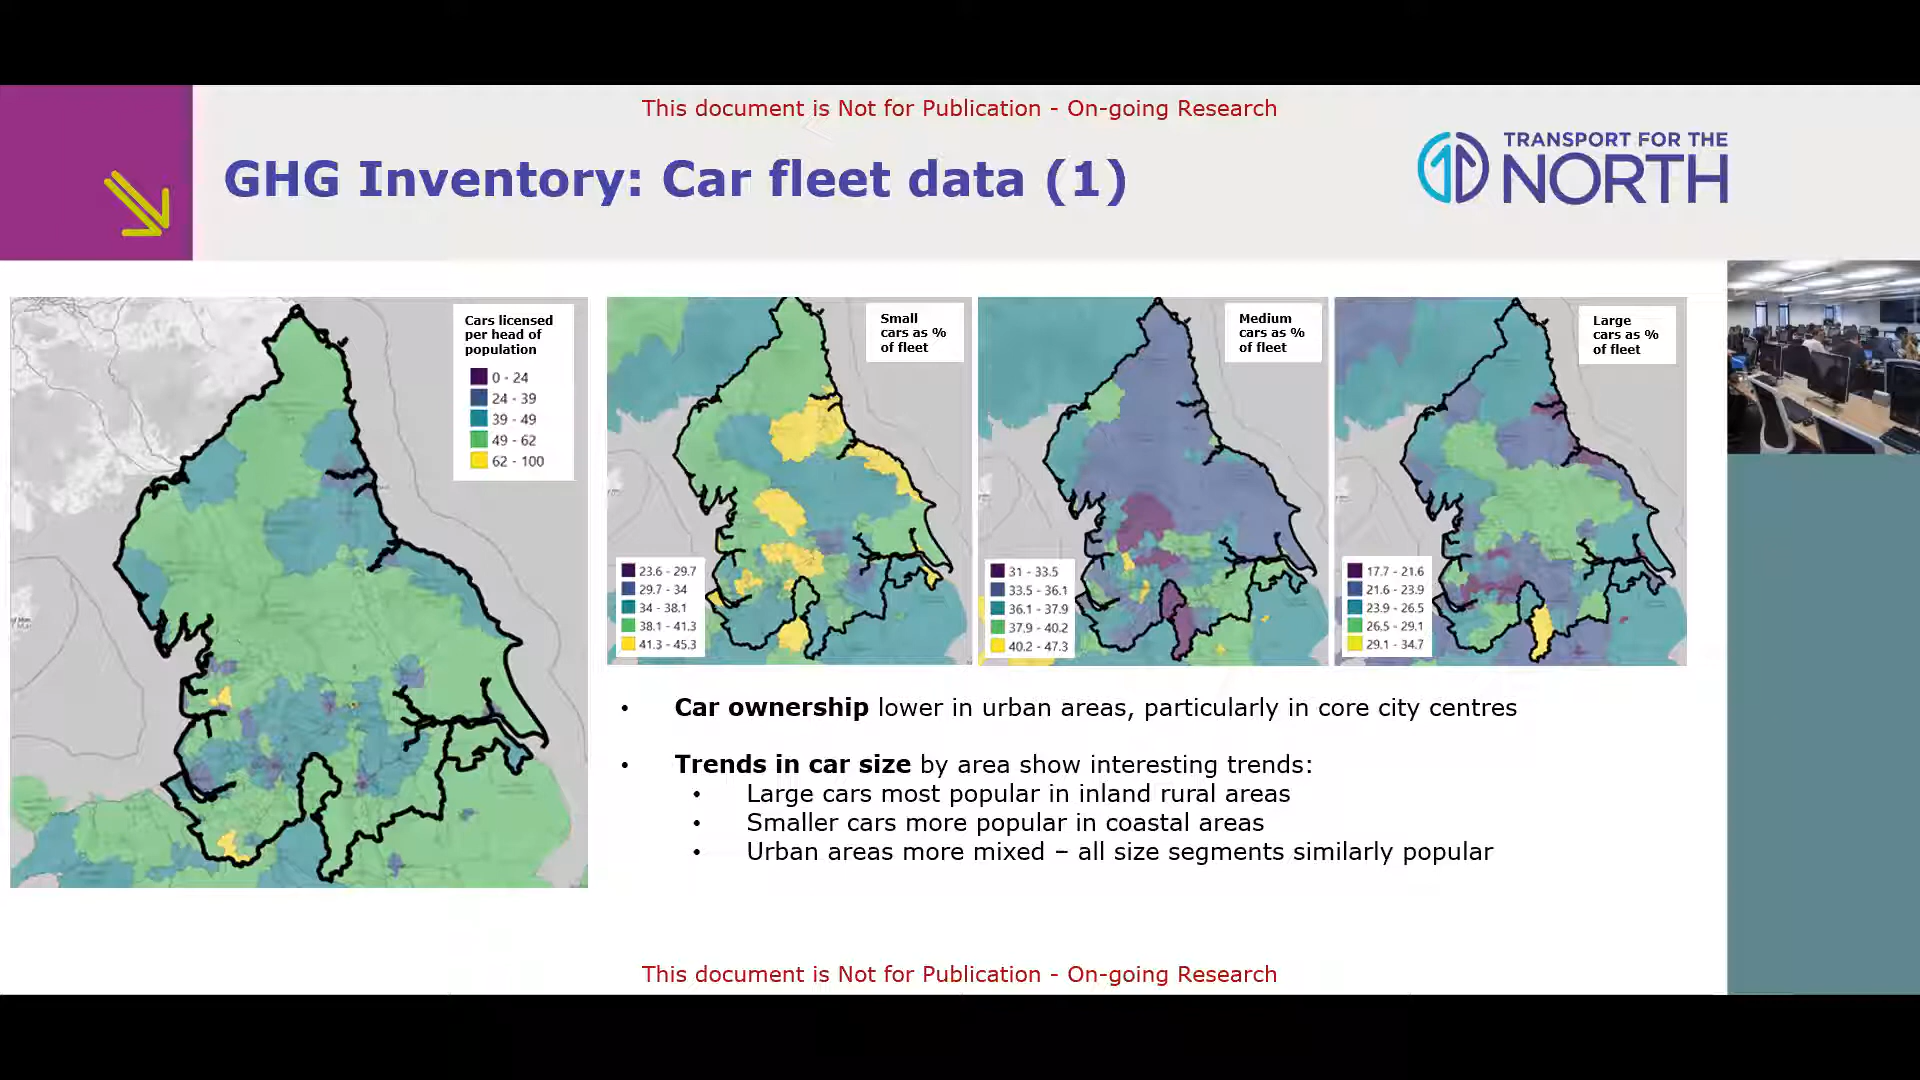 This document is Not for Publication - On-going Research
GHG Inventory: Car fleet data (1)
TRANSPORT FOR THE
NORTH
Cars licensed
per head of
population
0 - 24
24 - 39
39 - 49
49 - 62
62 - 100
Small
cars as %
of fleet
23.6 - 29.7
29.7 - 34
34 - 38.1
38.1 - 41.3
41.3 - 45.3
Medium
cars as %
of fleet
31 - 33.5
33.5 - 36.1
36.1 - 37.9
37.9 - 40.2
40.2 - 47.3
Large
cars as %
of fleet
17.7 - 21.6
21.6 - 23.9
23.9 - 26.5
26.5 - 29.1
29.1 - 34.7
• Car ownership lower in urban areas, particularly in core city centres
• Trends in car size by area show interesting trends:
• Large cars most popular in inland rural areas
• Smaller cars more popular in coastal areas
• Urban areas more mixed – all size segments similarly popular
This document is Not for Publication - On-going Research